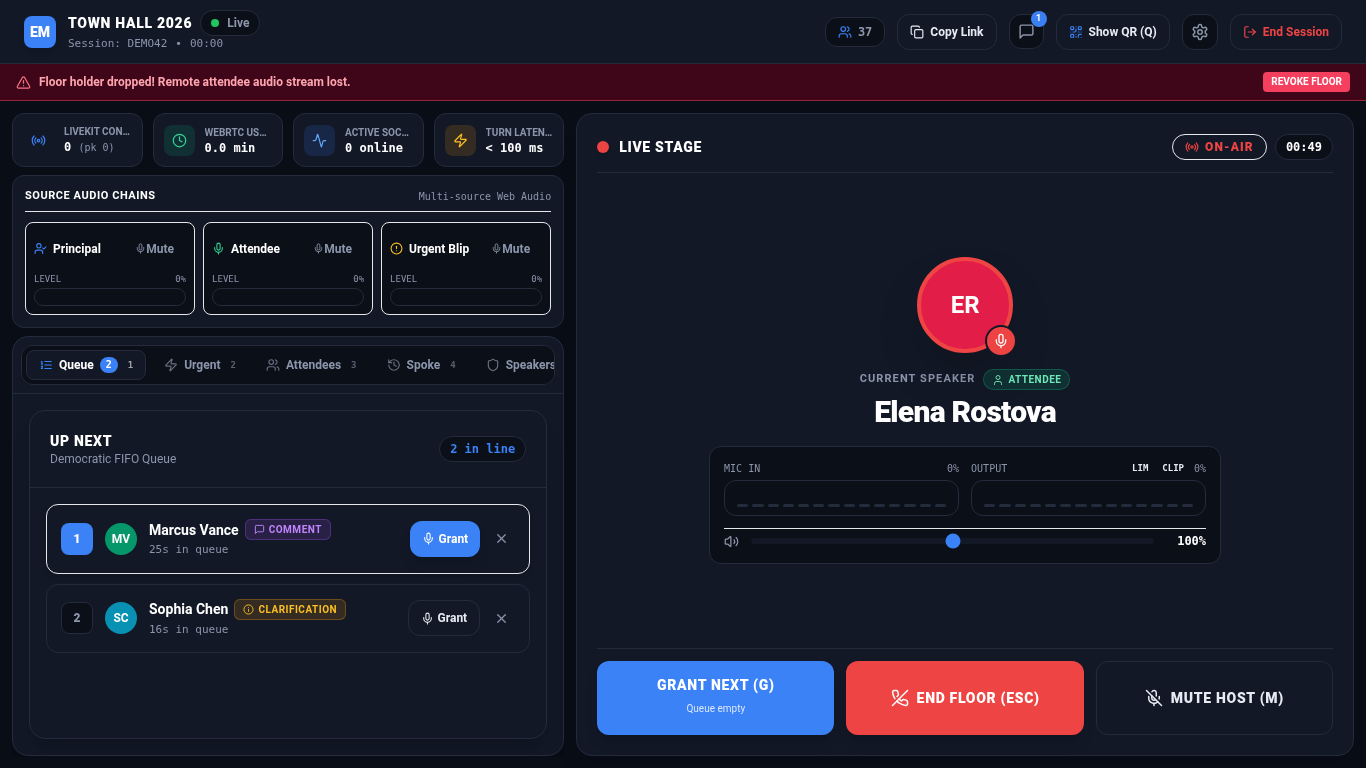 EM
TOWN HALL 2026
Live
Session: DEMO42 • 00:00
37
Copy Link
1
Show QR (Q)
End Session
Floor holder dropped! Remote attendee audio stream lost.
REVOKE FLOOR
LIVEKIT CON…
0 (pk 0)
WEBRTC US…
0.0 min
ACTIVE SOC…
0 online
TURN LATEN…
< 100 ms
SOURCE AUDIO CHAINS
Multi-source Web Audio
Principal
Mute
LEVEL
0%
Attendee
Mute
LEVEL
0%
Urgent Blip
Mute
LEVEL
0%
Queue 2 1
Urgent 2
Attendees 3
Spoke 4
Speakers
UP NEXT
Democratic FIFO Queue
2 in line
1
MV
Marcus Vance
COMMENT
25s in queue
Grant
2
SC
Sophia Chen
CLARIFICATION
16s in queue
Grant
LIVE STAGE
ON-AIR
00:49
ER
CURRENT SPEAKER
ATTENDEE
Elena Rostova
MIC IN
0%
OUTPUT
LIM CLIP 0%
100%
GRANT NEXT (G)
Queue empty
END FLOOR (ESC)
MUTE HOST (M)